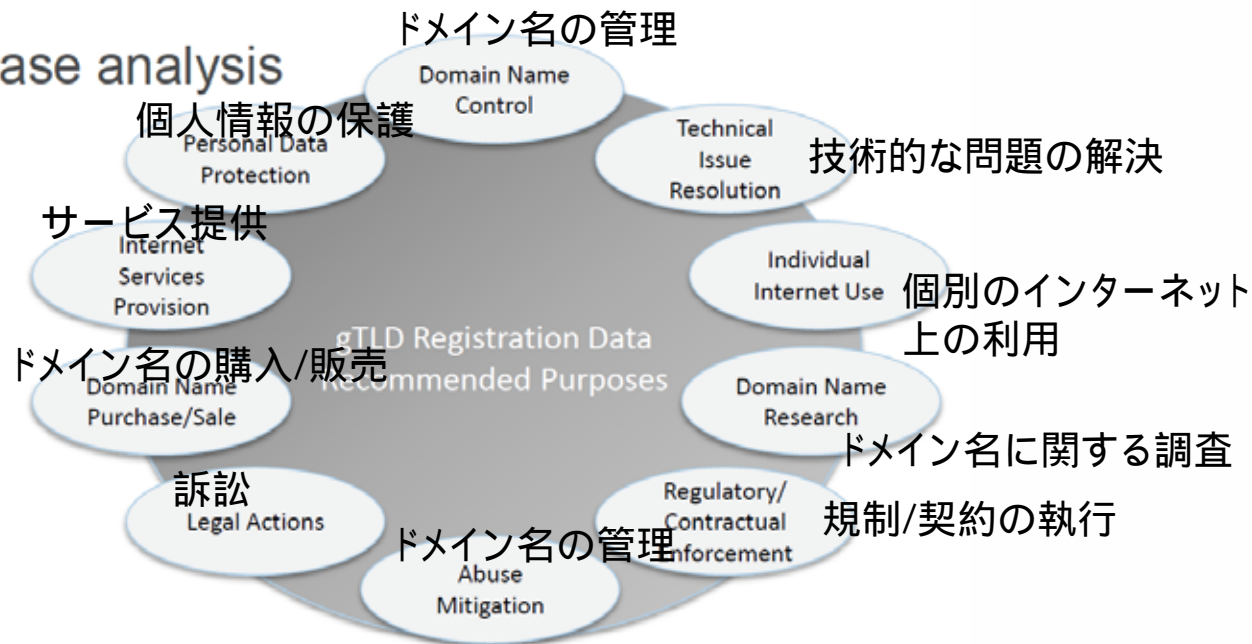 ase analysis
ドメイン名の管理
Domain Name
Control
個人情報の保護
Personal Data
Protection
Technical
Issue
Resolution
技術的な問題の解決
サービス提供
Internet
Services
Provision
Individual
Internet Use
個別のインターネット
上の利用
gTLD Registration Data
Recommended Purposes
ドメイン名の購入/販売
Domain Name
Purchase/Sale
Domain Name
Research
ドメイン名に関する調査
訴訟
Legal Actions
Regulatory/
Contractual
Enforcement
規制/契約の執行
ドメイン名の管理
Abuse
Mitigation